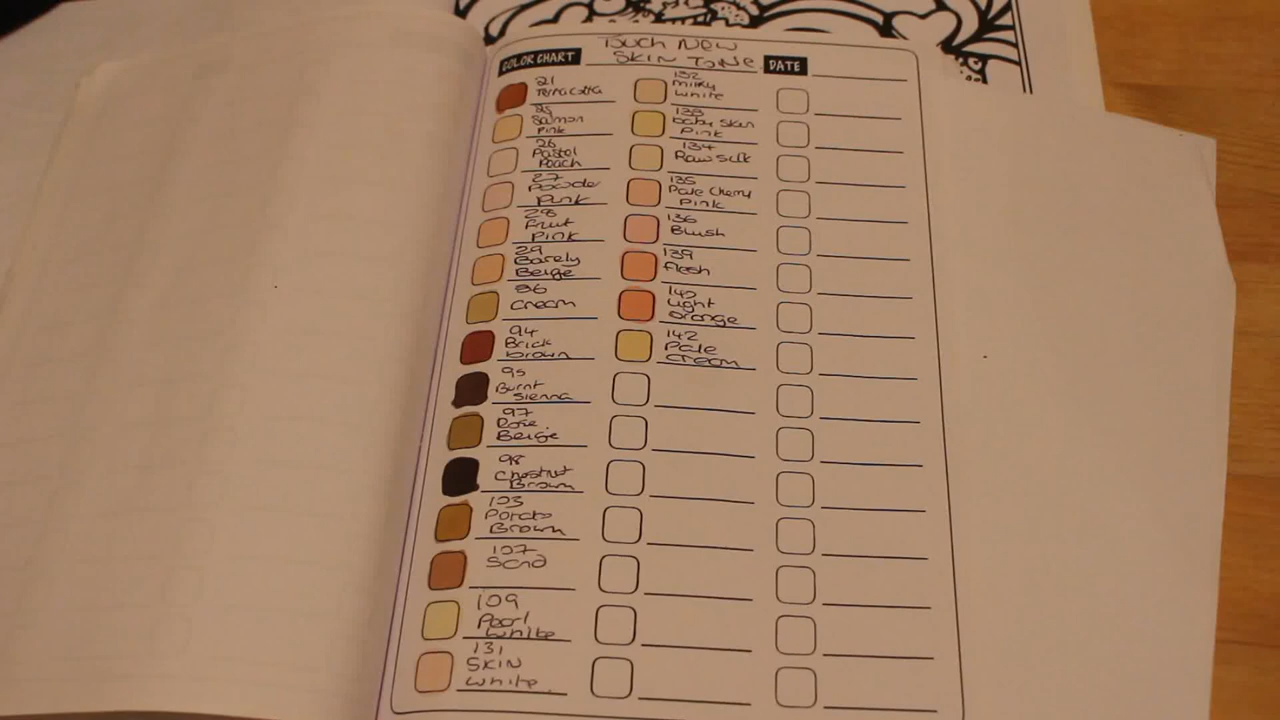 COLOR CHART
Touch New
Skin Tone
DATE
21
Terracotta
25
Salmon
Pink
26
Pastel
Peach
27
Powder
Pink
28
Fruit
Pink
29
Barely
Beige
86
Cream
94
Brick
brown
95
Burnt
Sienna
97
Rose
Beige
98
Chestnut
Brown
103
Potato
Brown
107
Sand
109
Pearl
White
131
SKIN
White
132
Milky
White
133
baby Skin
Pink
134
Raw Silk
135
Pale Cherry
Pink
136
Blush
139
flesh
140
Light
Orange
142
Pale
Cream